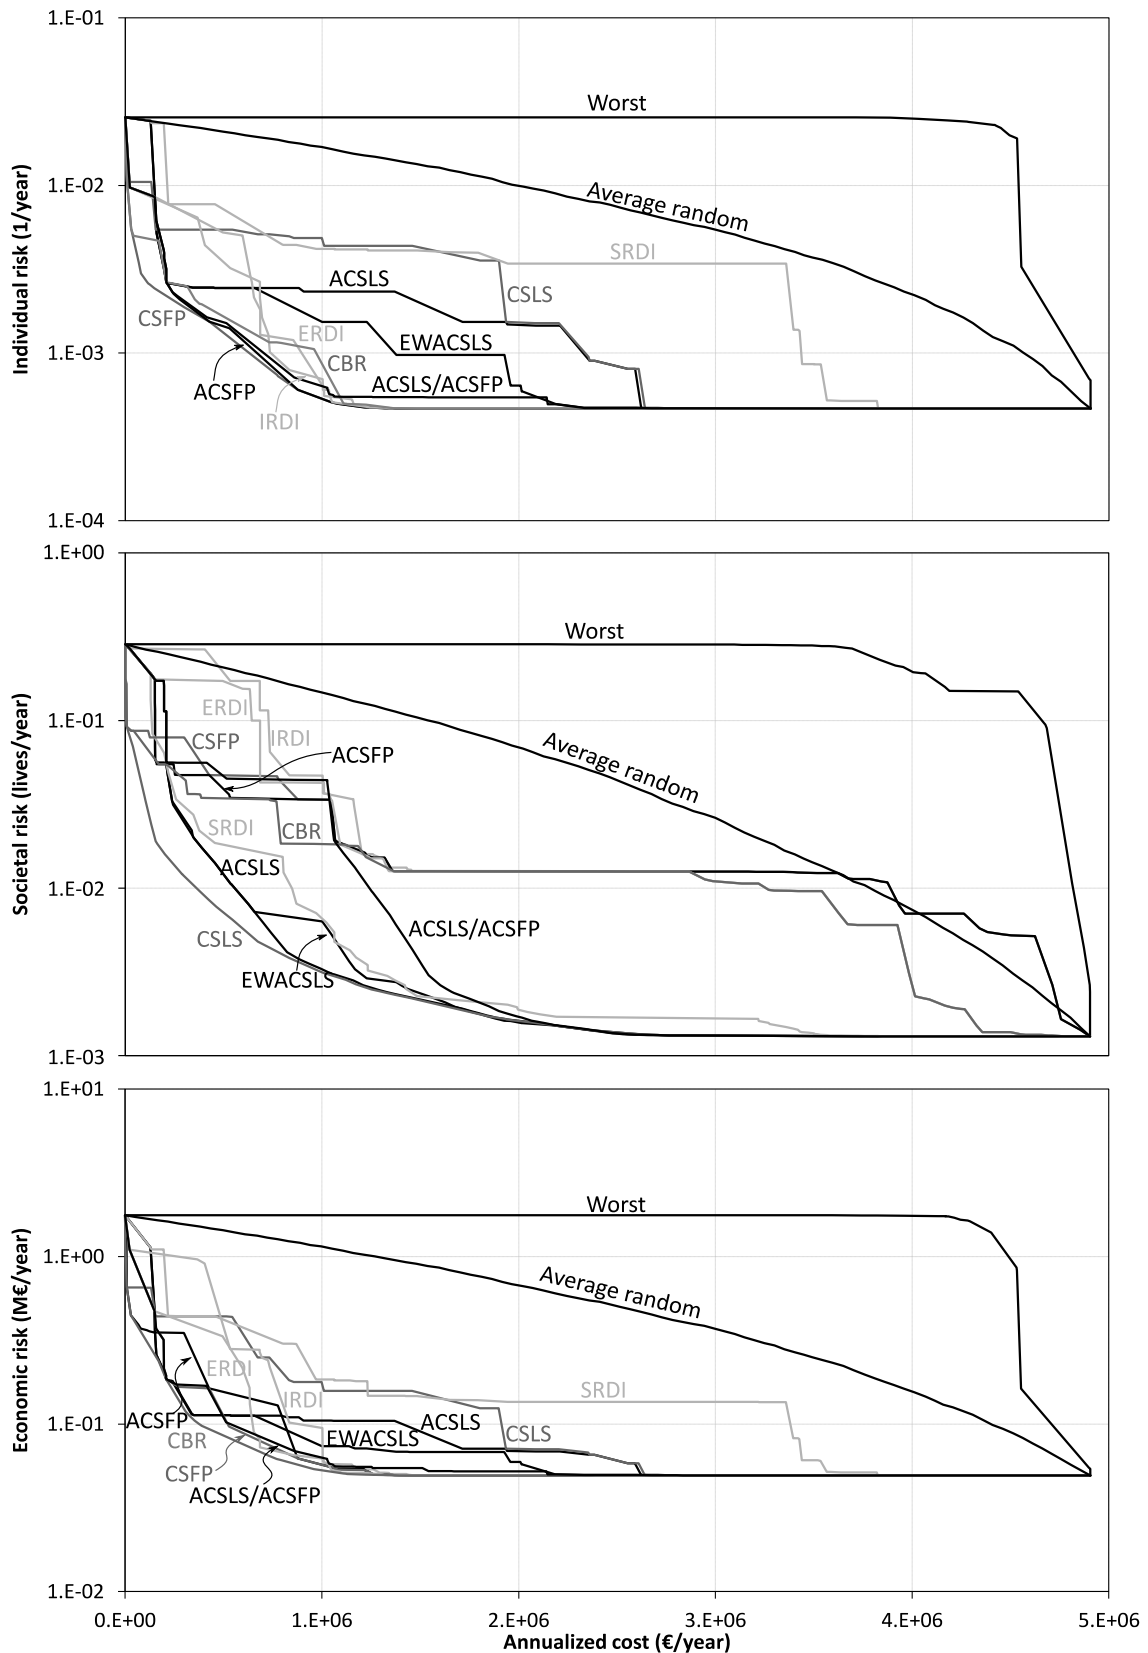 1.E-01
Worst
1.E-02
Average random
SRDI
ACSLS
CSLS
CSFP
ERDI
EWACSLS
1.E-03
CBR
ACSLS/ACSFP
ACSFP
IRDI
1.E-04
Individual risk (1/year)
1.E+00
Worst
1.E-01
ERDI
IRDI
CSFP
ACSFP
Average random
SRDI
CBR
ACSLS
1.E-02
ACSLS/ACSFP
CSLS
EWACSLS
1.E-03
Societal risk (lives/year)
1.E+01
Worst
1.E+00
Average random
ERDI
IRDI
SRDI
ACSFP
ACSLS
1.E-01
CBR
EWACSLS
CSLS
CSFP
ACSLS/ACSFP
1.E-02
Economic risk (M€/year)
0.E+00 1.E+06 2.E+06 3.E+06 4.E+06 5.E+06
Annualized cost (€/year)